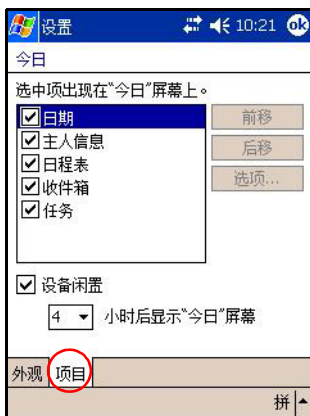 设置 10:21 ok
今日
选中项出现在“今日”屏幕上。
日期
主人信息
日程表
收件箱
任务
前移
后移
选项...
设备闲置
4 小时后显示“今日”屏幕
外观 项目
拼